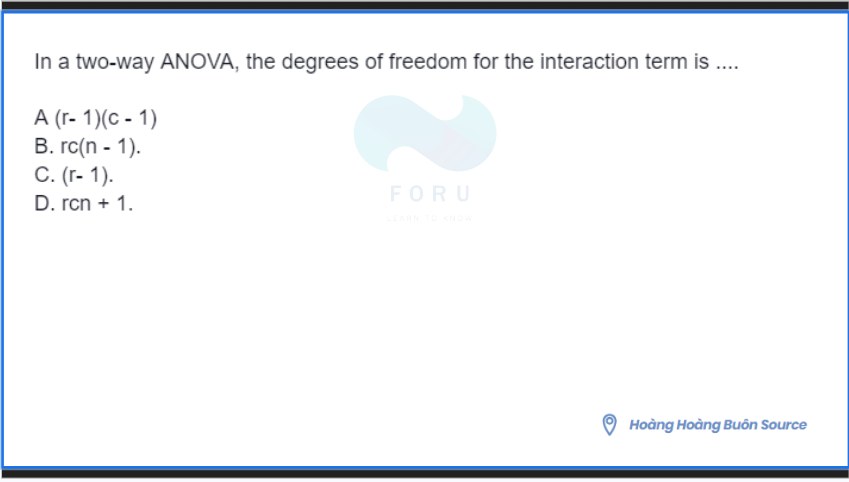 In a two-way ANOVA, the degrees of freedom for the interaction term is ....
A (r- 1)(c - 1)
B. rc(n - 1).
C. (r- 1).
D. rcn + 1.
FORU
Hoàng Hoàng Buôn Source